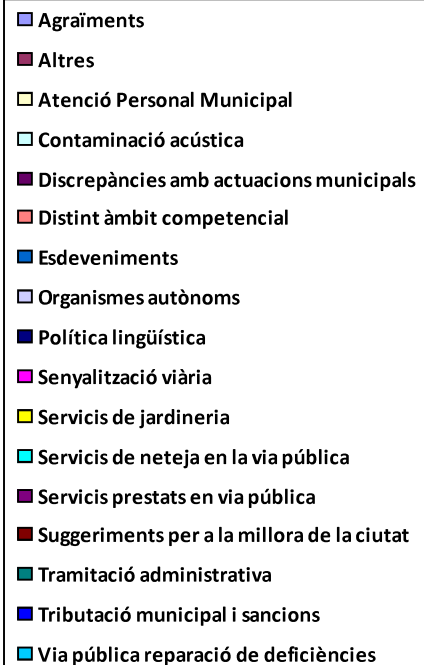 Agraïments
Altres
Atenció Personal Municipal
Contaminació acústica
Discrepàncies amb actuacions municipals
Distint àmbit competencial
Esdeveniments
Organismes autònoms
Política lingüística
Senyalització viària
Servicis de jardineria
Servicis de neteja en la via pública
Servicis prestats en via pública
Suggeriments per a la millora de la ciutat
Tramitació administrativa
Tributació municipal i sancions
Via pública reparació de deficiències